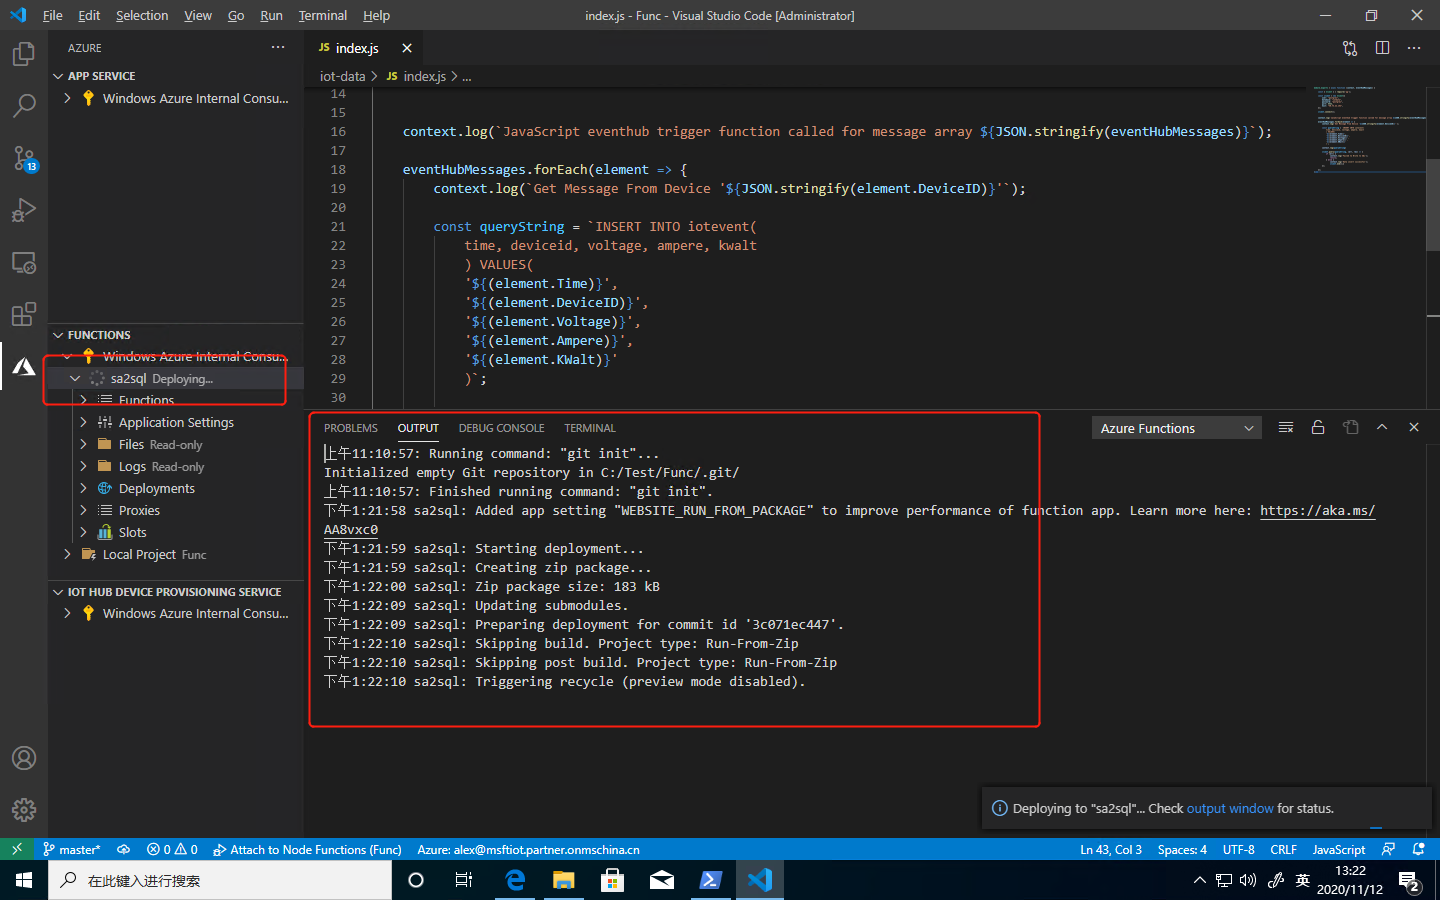 File Edit Selection View Go Run Terminal Help
index.js - Func - Visual Studio Code [Administrator]
AZURE
APP SERVICE
Windows Azure Internal Consu...
13
FUNCTIONS
Windows Azure Internal Consu...
sa2sql Deploying...
Functions
Application Settings
Files Read-only
Logs Read-only
Deployments
Proxies
Slots
Local Project Func
IOT HUB DEVICE PROVISIONING SERVICE
Windows Azure Internal Consu...
JS index.js
iot-data > JS index.js > ...
14
15
16 context.log(`JavaScript eventhub trigger function called for message array ${JSON.stringify(eventHubMessages)}`);
17
18 eventHubMessages.forEach(element => {
19 context.log(`Get Message From Device '${JSON.stringify(element.DeviceID)}'`);
20
21 const queryString = `INSERT INTO iotevent(
22 time, deviceid, voltage, ampere, kwalt
23 ) VALUES(
24 '${(element.Time)}',
25 '${(element.DeviceID)}',
26 '${(element.Voltage)}',
27 '${(element.Ampere)}',
28 '${(element.KWalt)}'
29 )`;
30
PROBLEMS OUTPUT DEBUG CONSOLE TERMINAL
Azure Functions
上午11:10:57: Running command: "git init"...
Initialized empty Git repository in C:/Test/Func/.git/
上午11:10:57: Finished running command: "git init".
下午1:21:58 sa2sql: Added app setting "WEBSITE_RUN_FROM_PACKAGE" to improve performance of function app. Learn more here: https://aka.ms/
AA8vxc0
下午1:21:59 sa2sql: Starting deployment...
下午1:21:59 sa2sql: Creating zip package...
下午1:22:00 sa2sql: Zip package size: 183 kB
下午1:22:09 sa2sql: Updating submodules.
下午1:22:09 sa2sql: Preparing deployment for commit id '3c071ec447'.
下午1:22:10 sa2sql: Skipping build. Project type: Run-From-Zip
下午1:22:10 sa2sql: Skipping post build. Project type: Run-From-Zip
下午1:22:10 sa2sql: Triggering recycle (preview mode disabled).
Deploying to "sa2sql"... Check output window for status.
master* 0 0 Attach to Node Functions (Func) Azure: alex@msftiot.partner.onmschina.cn
Ln 43, Col 3 Spaces: 4 UTF-8 CRLF JavaScript
在此键入进行搜索
英
13:22
2020/11/12
2